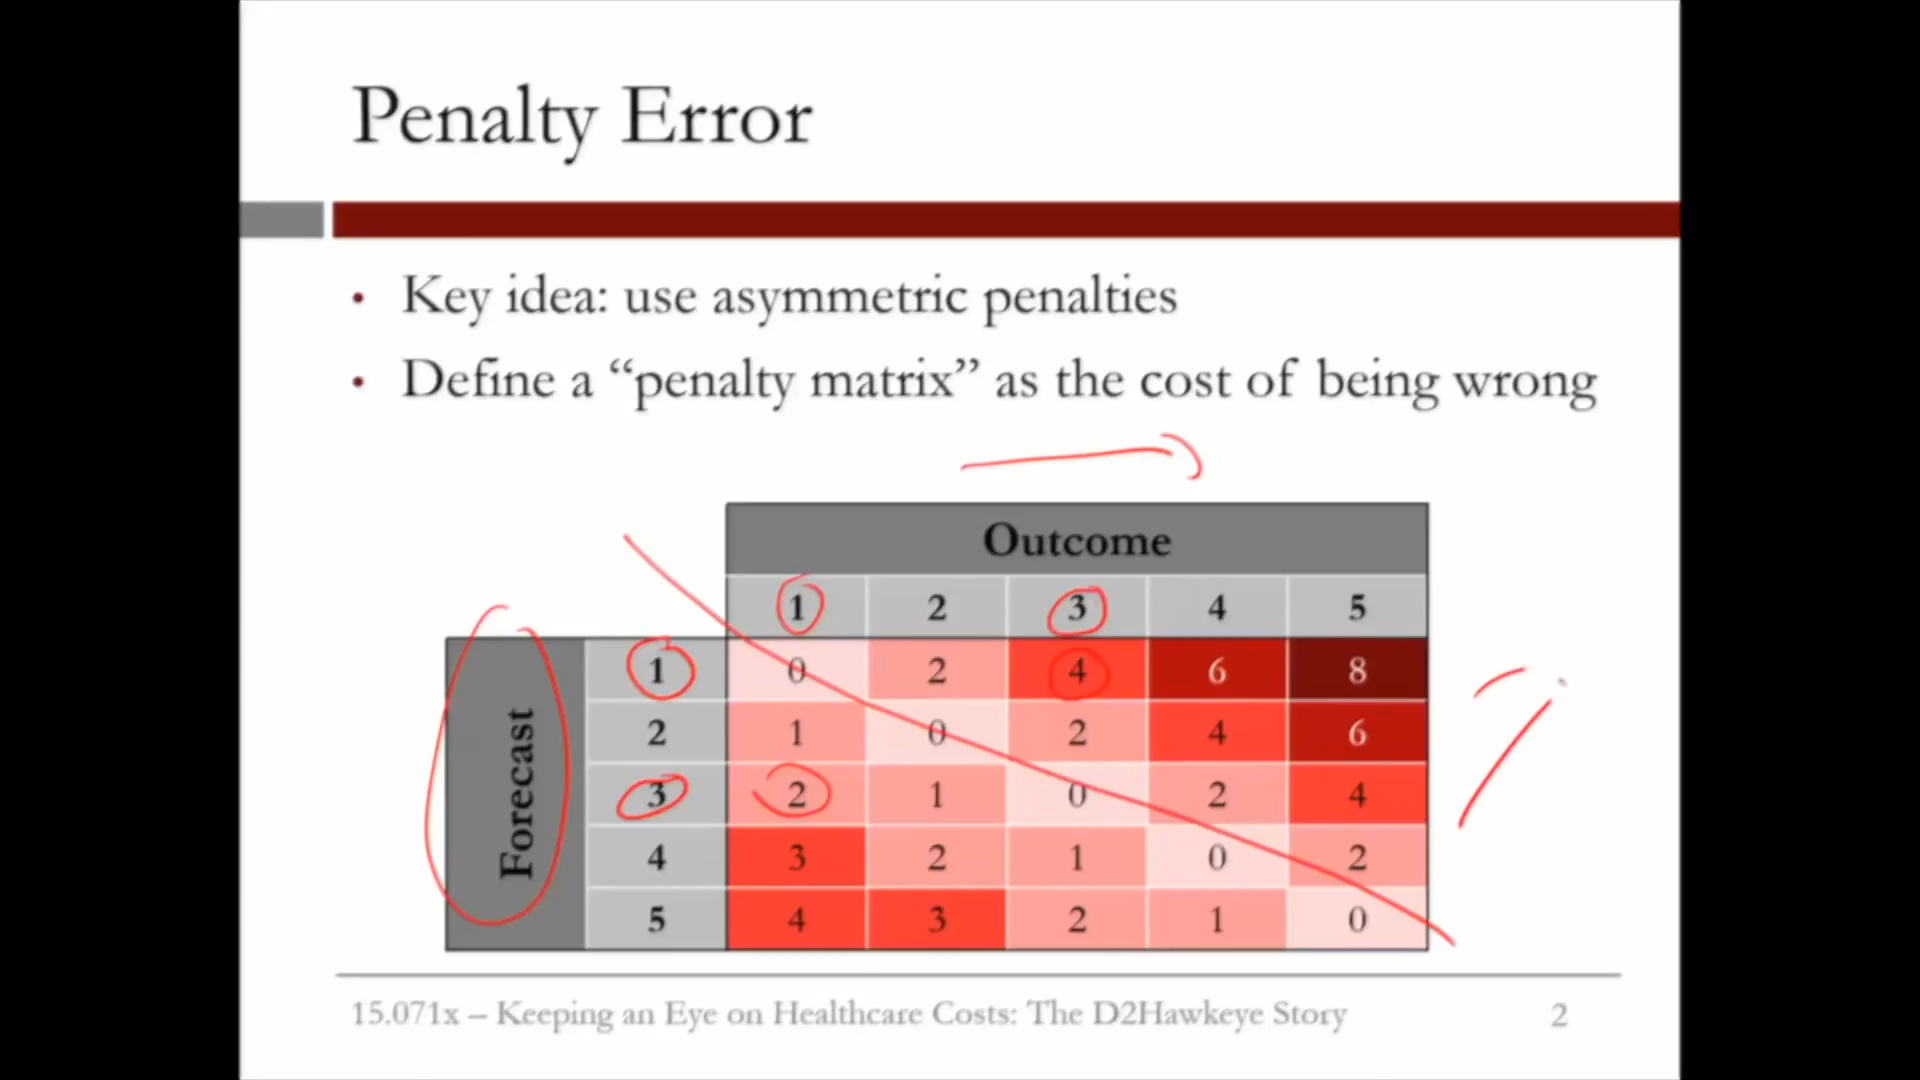 Penalty Error
• Key idea: use asymmetric penalties
• Define a “penalty matrix” as the cost of being wrong
Outcome
1 2 3 4 5
Forecast
1 0 2 4 6 8
2 1 0 2 4 6
3 2 1 0 2 4
4 3 2 1 0 2
5 4 3 2 1 0
15.071x – Keeping an Eye on Healthcare Costs: The D2Hawkeye Story 2